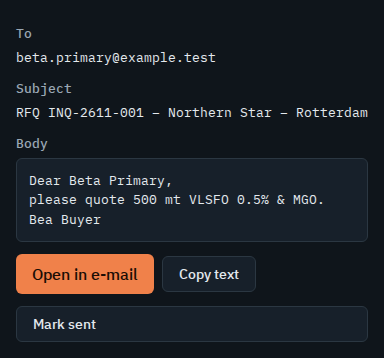 To
beta.primary@example.test
Subject
RFQ INQ-2611-001 – Northern Star – Rotterdam
Body
Dear Beta Primary,
please quote 500 mt VLSFO 0.5% & MGO.
Bea Buyer
Open in e-mail
Copy text
Mark sent